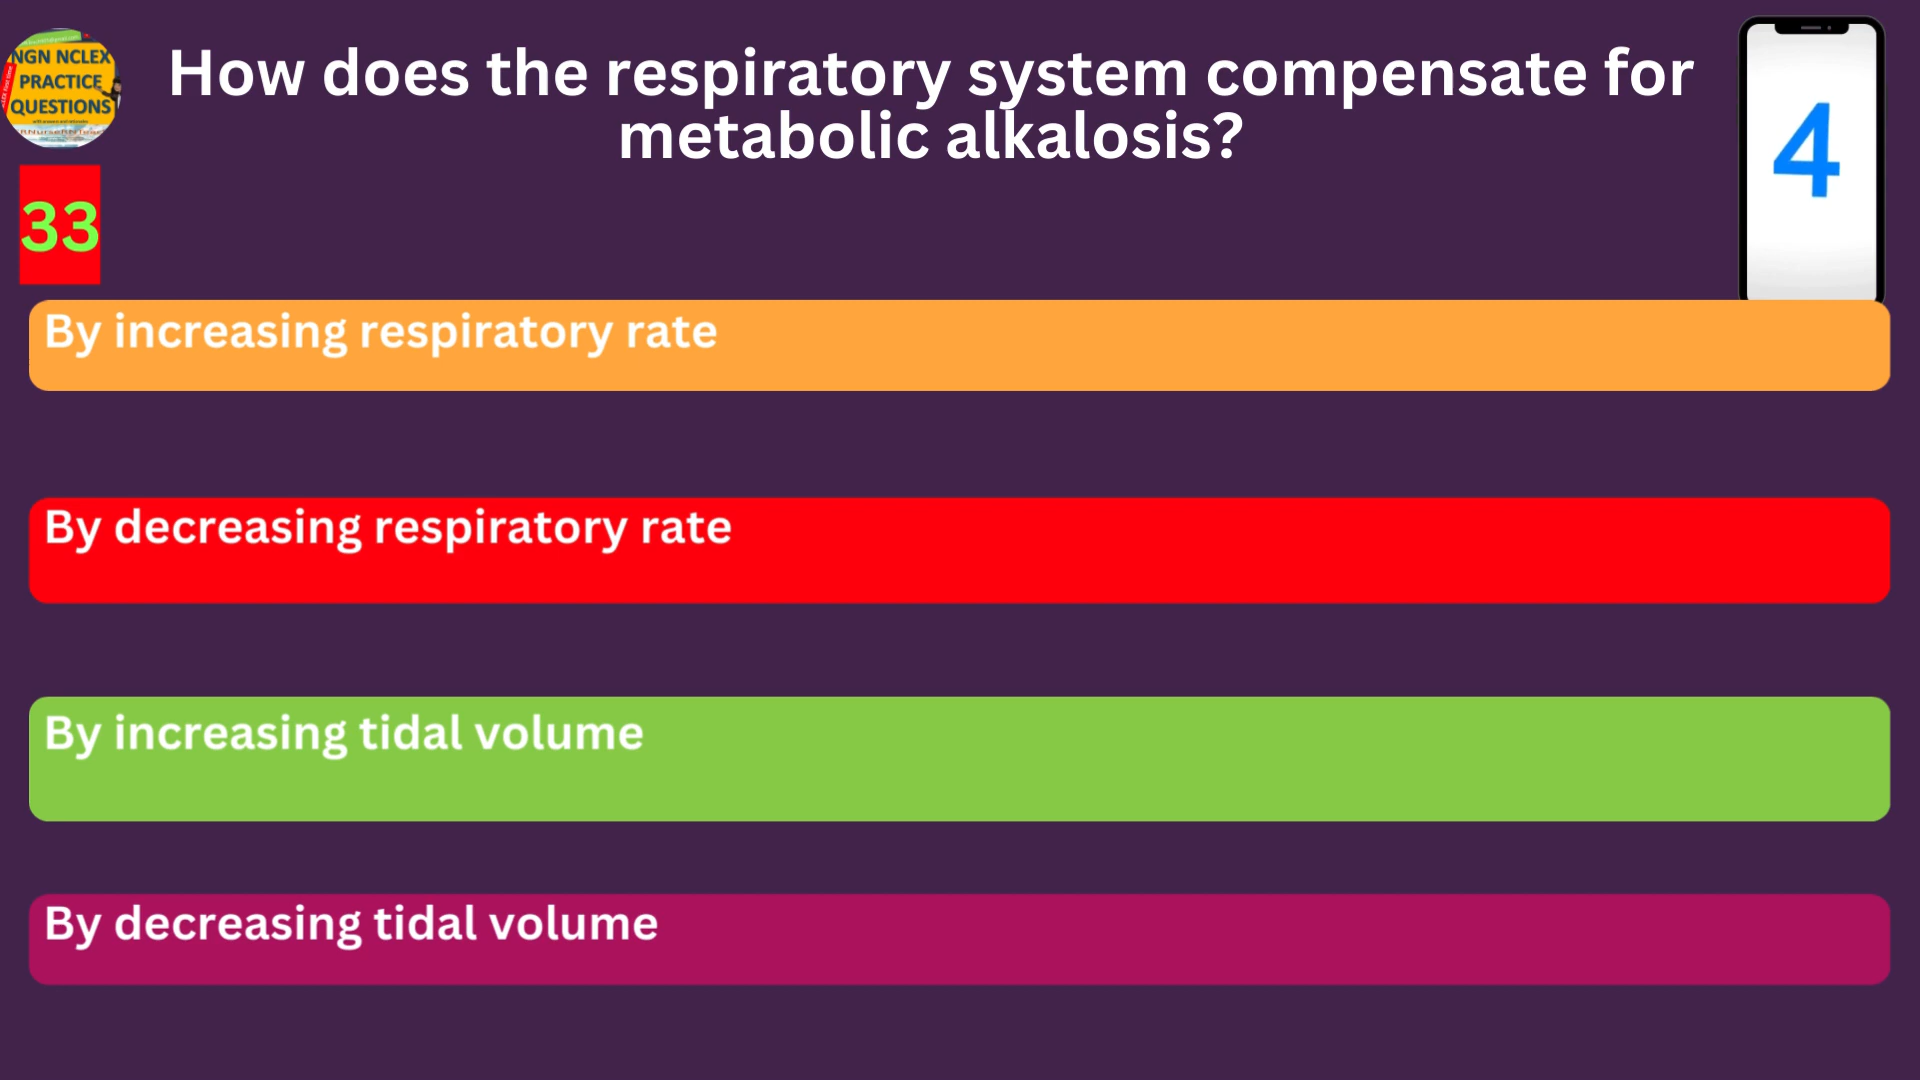 NGN NCLEX
PRACTICE
QUESTIONS
How does the respiratory system compensate for
metabolic alkalosis?
4
33
By increasing respiratory rate
By decreasing respiratory rate
By increasing tidal volume
By decreasing tidal volume